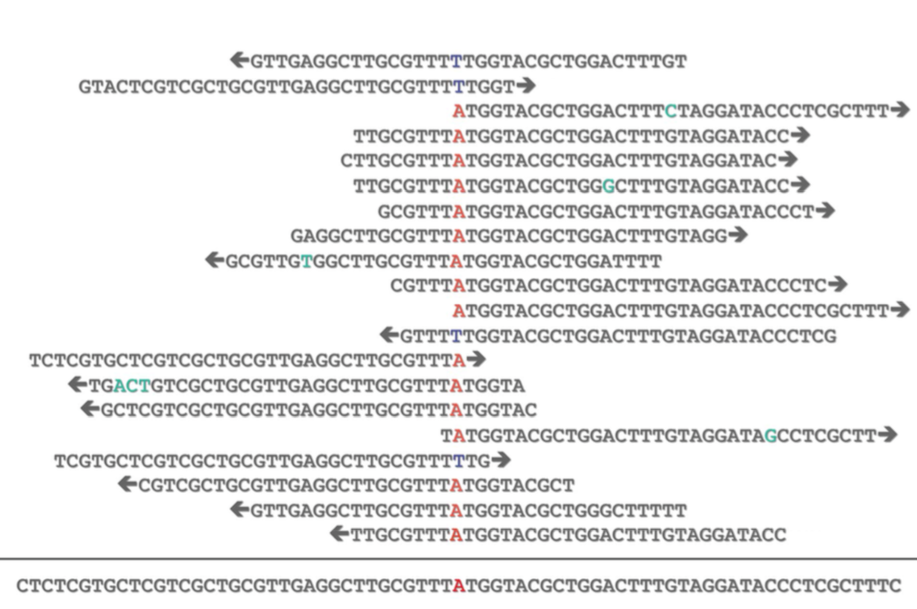 ←GTTGAGGCTTGCGTTTTTGGTACGCTGGACTTTGT
GTACTCGTCGCTGCGTTGAGGCTTGCGTTTTTGGT→
ATGGTACGCTGGACTTTCTAGGATACCCTCGCTTT→
TTGCGTTTATGGTACGCTGGACTTTGTAGGATACC→
CTTGCGTTTATGGTACGCTGGACTTTGTAGGATAC→
TTGCGTTTATGGTACGCTGGGCTTTGTAGGATACC→
GCGTTTATGGTACGCTGGACTTTGTAGGATACCCT→
GAGGCTTGCGTTTATGGTACGCTGGACTTTGTAGG→
←GCGTTGTGGCTTGCGTTTATGGTACGCTGGATTTT
CGTTTATGGTACGCTGGACTTTGTAGGATACCCTC→
ATGGTACGCTGGACTTTGTAGGATACCCTCGCTTT→
←GTTTTTGGTACGCTGGACTTTGTAGGATACCCTCG
TCTCGTGCTCGTCGCTGCGTTGAGGCTTGCGTTTA→
←TGACTGTCGCTGCGTTGAGGCTTGCGTTTATGGTA
←GCTCGTCGCTGCGTTGAGGCTTGCGTTTATGGTAC
TATGGTACGCTGGACTTTGTAGGATAGCCTCGCTT→
TCGTGCTCGTCGCTGCGTTGAGGCTTGCGTTTTTG→
←CGTCGCTGCGTTGAGGCTTGCGTTTATGGTACGCT
←GTTGAGGCTTGCGTTTATGGTACGCTGGGCTTTTT
←TTGCGTTTATGGTACGCTGGACTTTGTAGGATACC
CTCTCGTGCTCGTCGCTGCGTTGAGGCTTGCGTTTATGGTACGCTGGACTTTGTAGGATACCCTCGCTTTC